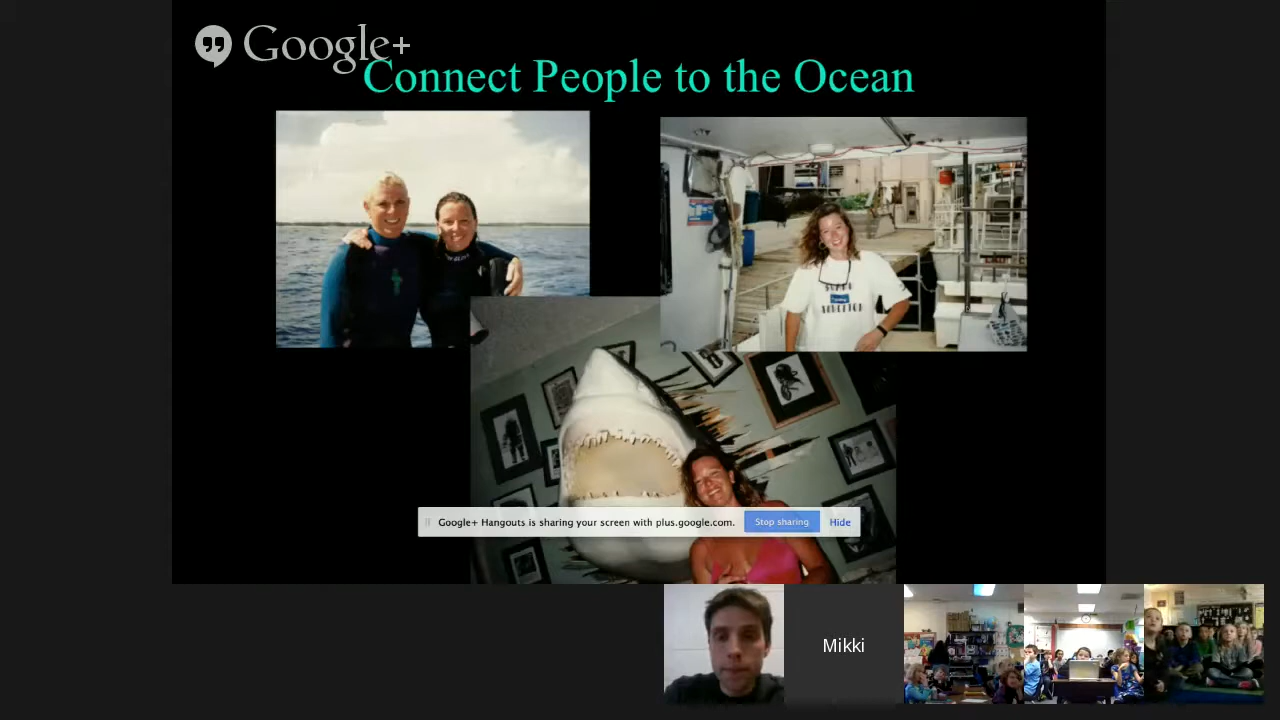 Google+
Connect People to the Ocean
Google+ Hangouts is sharing your screen with plus.google.com. Stop sharing Hide
Mikki